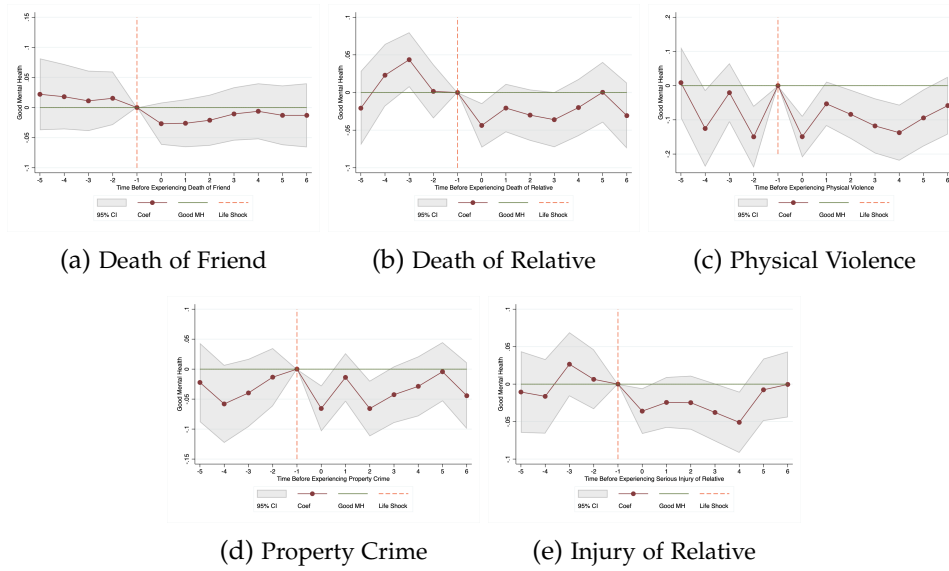 .15
.1
.05
0
-.05
-.1
Good Mental Health
-5 -4 -3 -2 -1 0 1 2 3 4 5 6
Time Before Experiencing Death of Friend
95% CI Coef Good MH Life Shock
(a) Death of Friend
.1
.05
0
-.05
-.1
Good Mental Health
-5 -4 -3 -2 -1 0 1 2 3 4 5 6
Time Before Experiencing Death of Relative
95% CI Coef Good MH Life Shock
(b) Death of Relative
.2
.1
0
-.1
-.2
Good Mental Health
-5 -4 -3 -2 -1 0 1 2 3 4 5 6
Time Before Experiencing Physical Violence
95% CI Coef Good MH Life Shock
(c) Physical Violence
.1
.05
0
-.05
-.1
-.15
Good Mental Health
-5 -4 -3 -2 -1 0 1 2 3 4 5 6
Time Before Experiencing Property Crime
95% CI Coef Good MH Life Shock
(d) Property Crime
.1
.05
0
-.05
-.1
Good Mental Health
-5 -4 -3 -2 -1 0 1 2 3 4 5 6
Time Before Experiencing Serious Injury of Relative
95% CI Coef Good MH Life Shock
(e) Injury of Relative